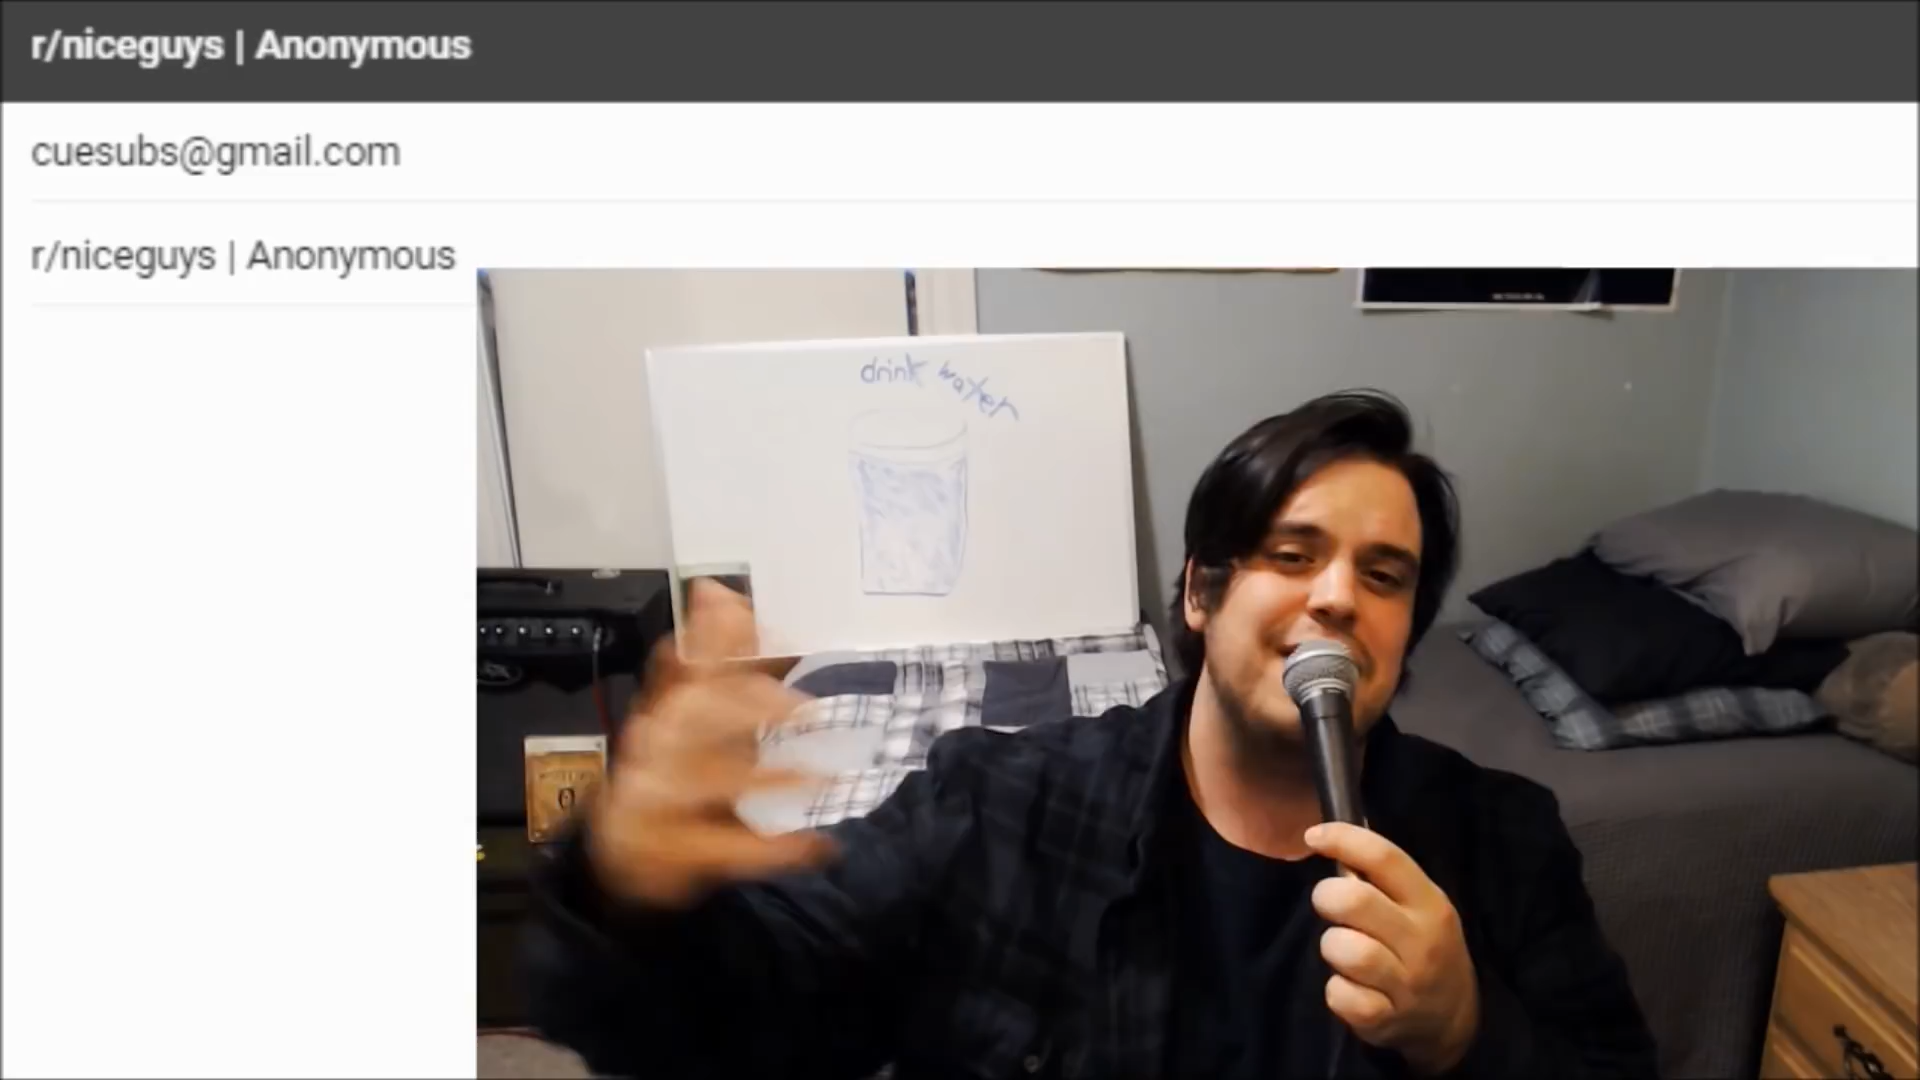 r/niceguys | Anonymous
cuesubs@gmail.com
r/niceguys | Anonymous
drink water